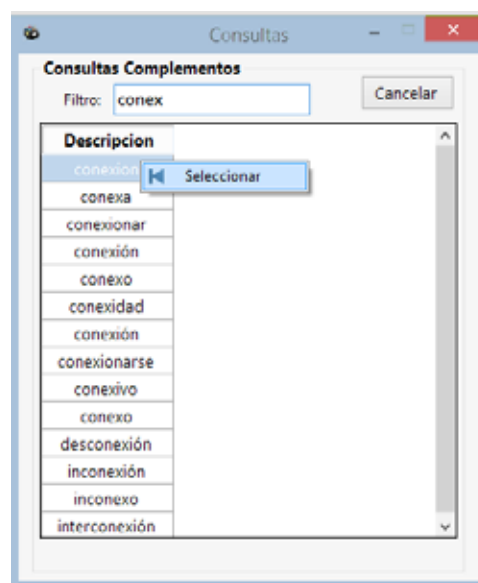 Consultas
Consultas Complementos
Filtro: conex
Cancelar
Descripcion
Seleccionar
conexa
conexionar
conexión
conexo
conexidad
conexión
conexionarse
conexivo
conexo
desconexión
inconexión
inconexo
interconexión